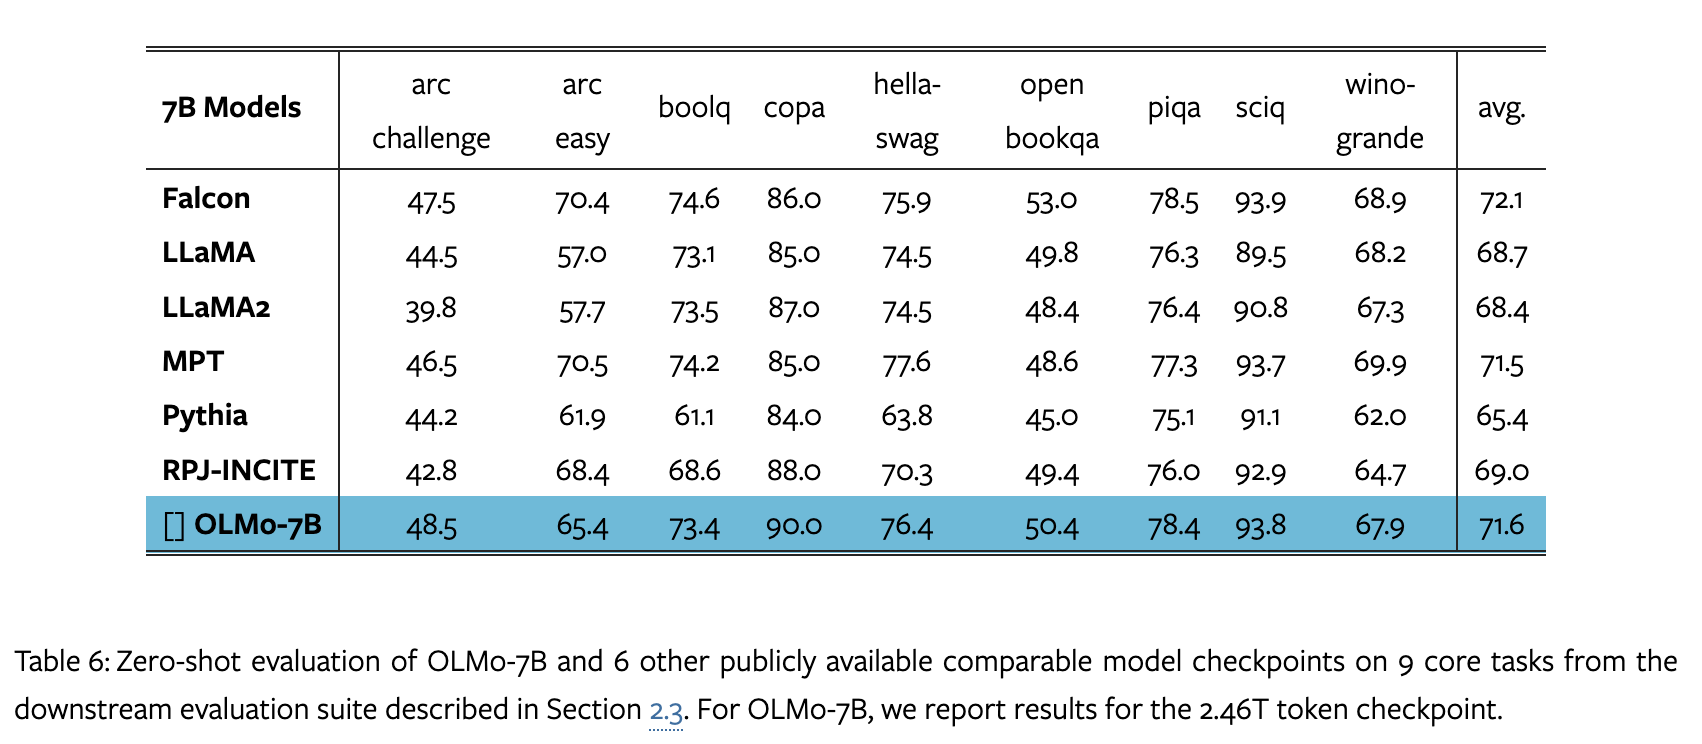 7B Models arc challenge arc easy boolq copa hella-swag open bookqa piqa sciq wino-grande avg.
Falcon 47.5 70.4 74.6 86.0 75.9 53.0 78.5 93.9 68.9 72.1
LLaMA 44.5 57.0 73.1 85.0 74.5 49.8 76.3 89.5 68.2 68.7
LLaMA2 39.8 57.7 73.5 87.0 74.5 48.4 76.4 90.8 67.3 68.4
MPT 46.5 70.5 74.2 85.0 77.6 48.6 77.3 93.7 69.9 71.5
Pythia 44.2 61.9 61.1 84.0 63.8 45.0 75.1 91.1 62.0 65.4
RPJ-INCITE 42.8 68.4 68.6 88.0 70.3 49.4 76.0 92.9 64.7 69.0
[] OLMo-7B 48.5 65.4 73.4 90.0 76.4 50.4 78.4 93.8 67.9 71.6
Table 6: Zero-shot evaluation of OLMo-7B and 6 other publicly available comparable model checkpoints on 9 core tasks from the
downstream evaluation suite described in Section 2.3. For OLMo-7B, we report results for the 2.46T token checkpoint.